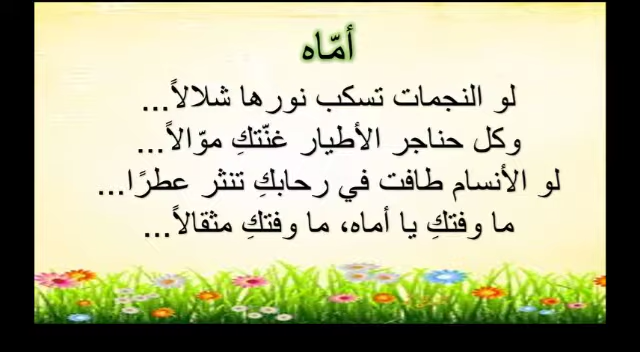 أمّاه
لو النجمات تسكب نورها شلالاً...
وكل حناجر الأطيار غنّتكِ موّالاً...
لو الأنسام طافت في رحابكِ تنثر عطرًا...
ما وفتكِ يا أماه، ما وفتكِ مثقالاً...